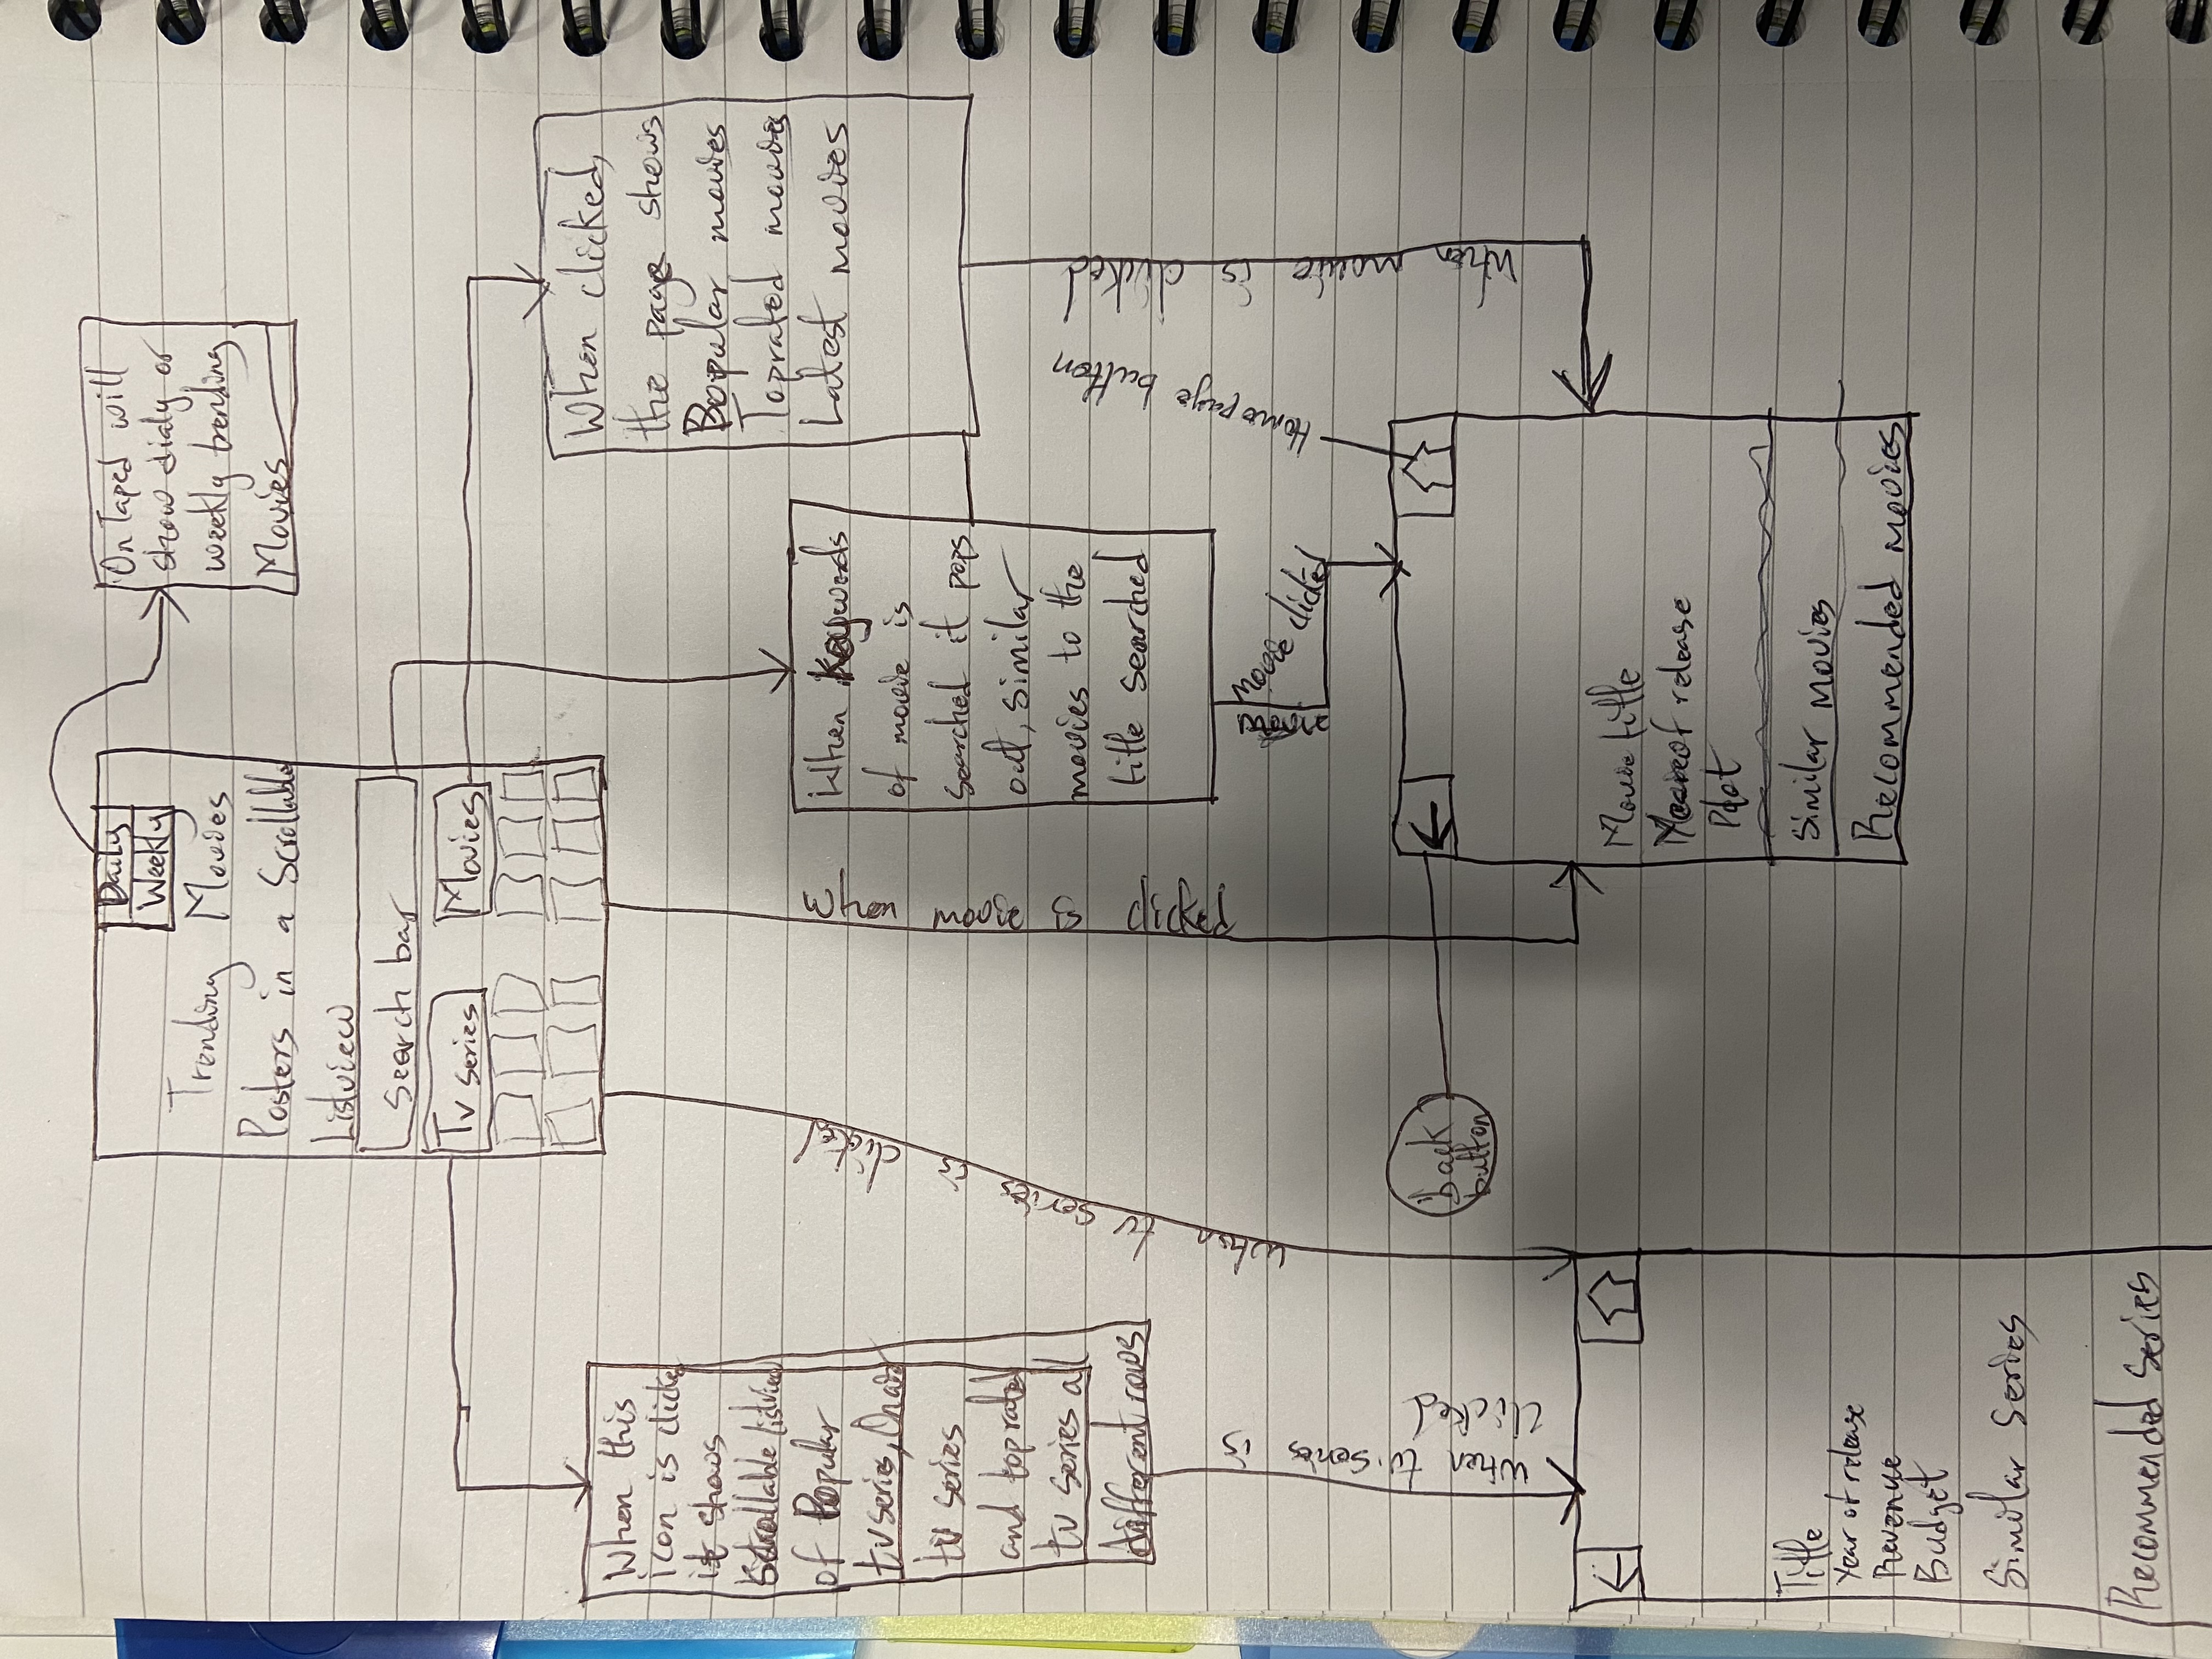 Daily
Weekly
Trending Movies
Posters in a Scrollable
Listview
Search bar
Tv series
Movies
On Taped will
show dialy or
weekly trending
Movies
When this
icon is clicke
it shows
Scrollable listview
of Popular
tv series, On air
tv series
and toprated
tv series all
different rows
When clicked,
the page shows
Popular movies
Toprated movies
Latest movies
When Keywords
of movie is
searched it pops
out, similar
movies to the
title searched
when tv series is clicked
when movie is clicked
when tv series is
clicked
movie
movie clicked
Homepage button
when movie is clicked
back
button
Movie title
Year of release
Plot
Similar movies
Recommended movies
Title
Year of release
Revenue
Budget
Similar Series
Recommended Series